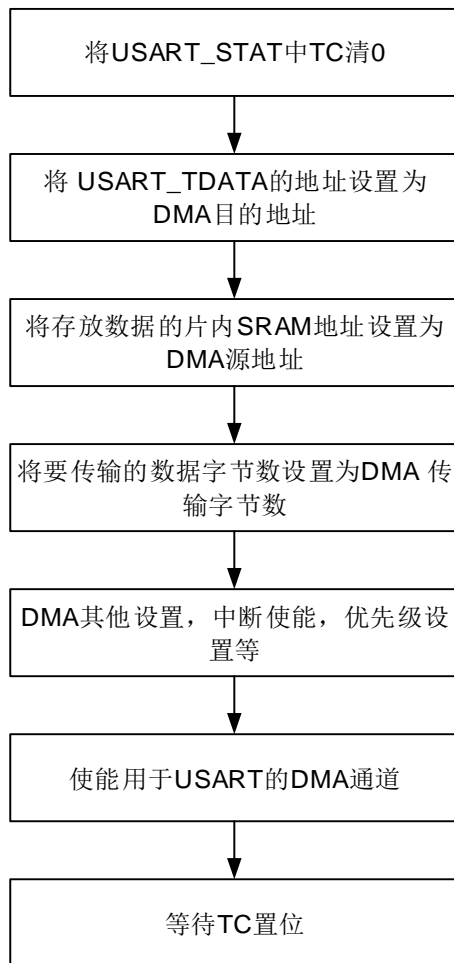 将USART_STAT中TC清0
将 USART_TDATA的地址设置为
DMA目的地址
将存放数据的片内SRAM地址设置为
DMA源地址
将要传输的数据字节数设置为DMA 传
输字节数
DMA其他设置，中断使能，优先级设
置等
使能用于USART的DMA通道
等待TC置位